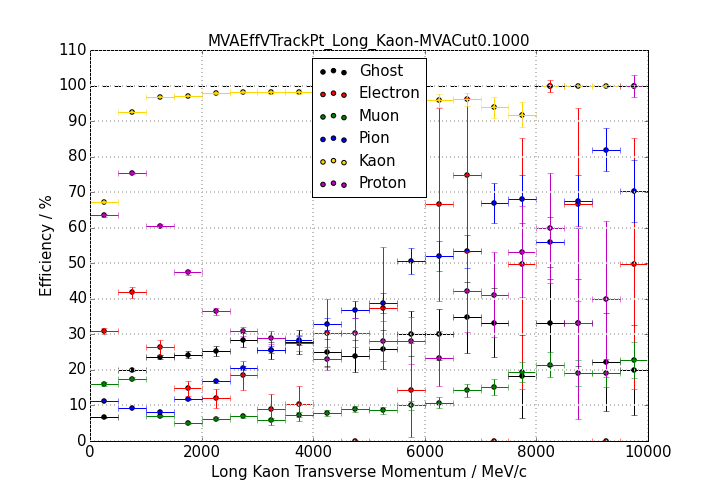 MVAEffVTrackPt_Long_Kaon-MVACut0.1000
110
100
90
80
70
60
50
40
30
20
10
0
Efficiency / %
Ghost
Electron
Muon
Pion
Kaon
Proton
0 2000 4000 6000 8000 10000
Long Kaon Transverse Momentum / MeV/c